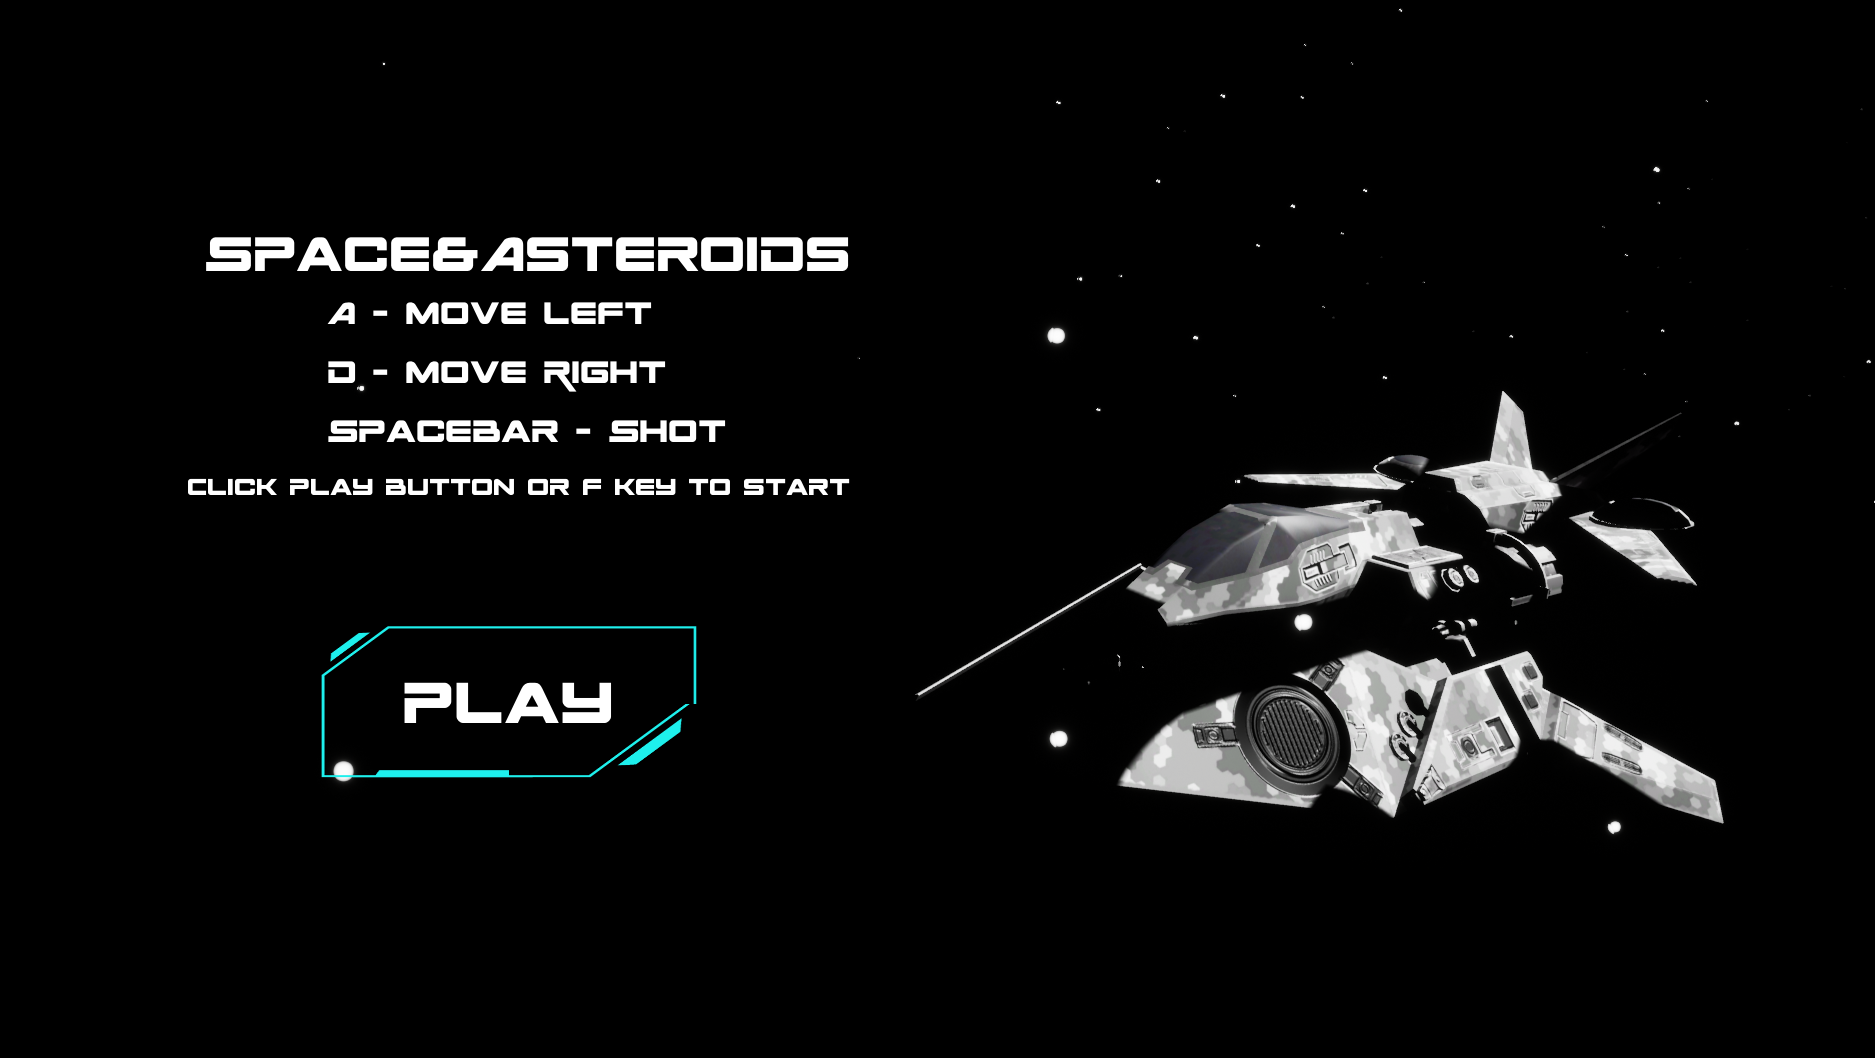 SPACE&ASTEROIDS
A - MOVE LEFT
D - MOVE RIGHT
SPACEBAR - SHOT
CLICK PLAY BUTTON OR F KEY TO START
PLAY